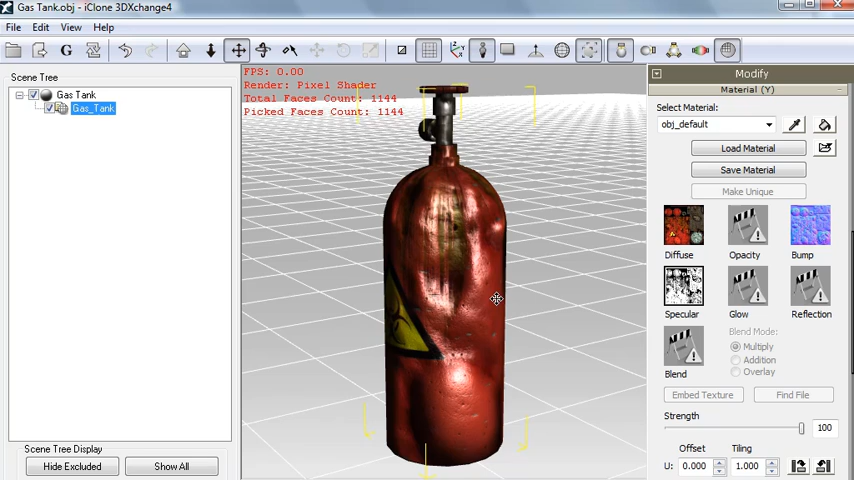 Gas Tank.obj - iClone 3DXchange4
File Edit View Help
G
Scene Tree
Gas Tank
Gas_Tank
Scene Tree Display
Hide Excluded Show All
FPS: 0.00
Render: Pixel Shader
Total Faces Count: 1144
Picked Faces Count: 1144
Modify
Material (Y)
Select Material:
obj_default
Load Material
Save Material
Make Unique
Diffuse Opacity Bump
Specular Glow Reflection
Blend
Blend Mode:
Multiply
Addition
Overlay
Embed Texture Find File
Strength
100
Offset Tiling
U: 0.000 1.000